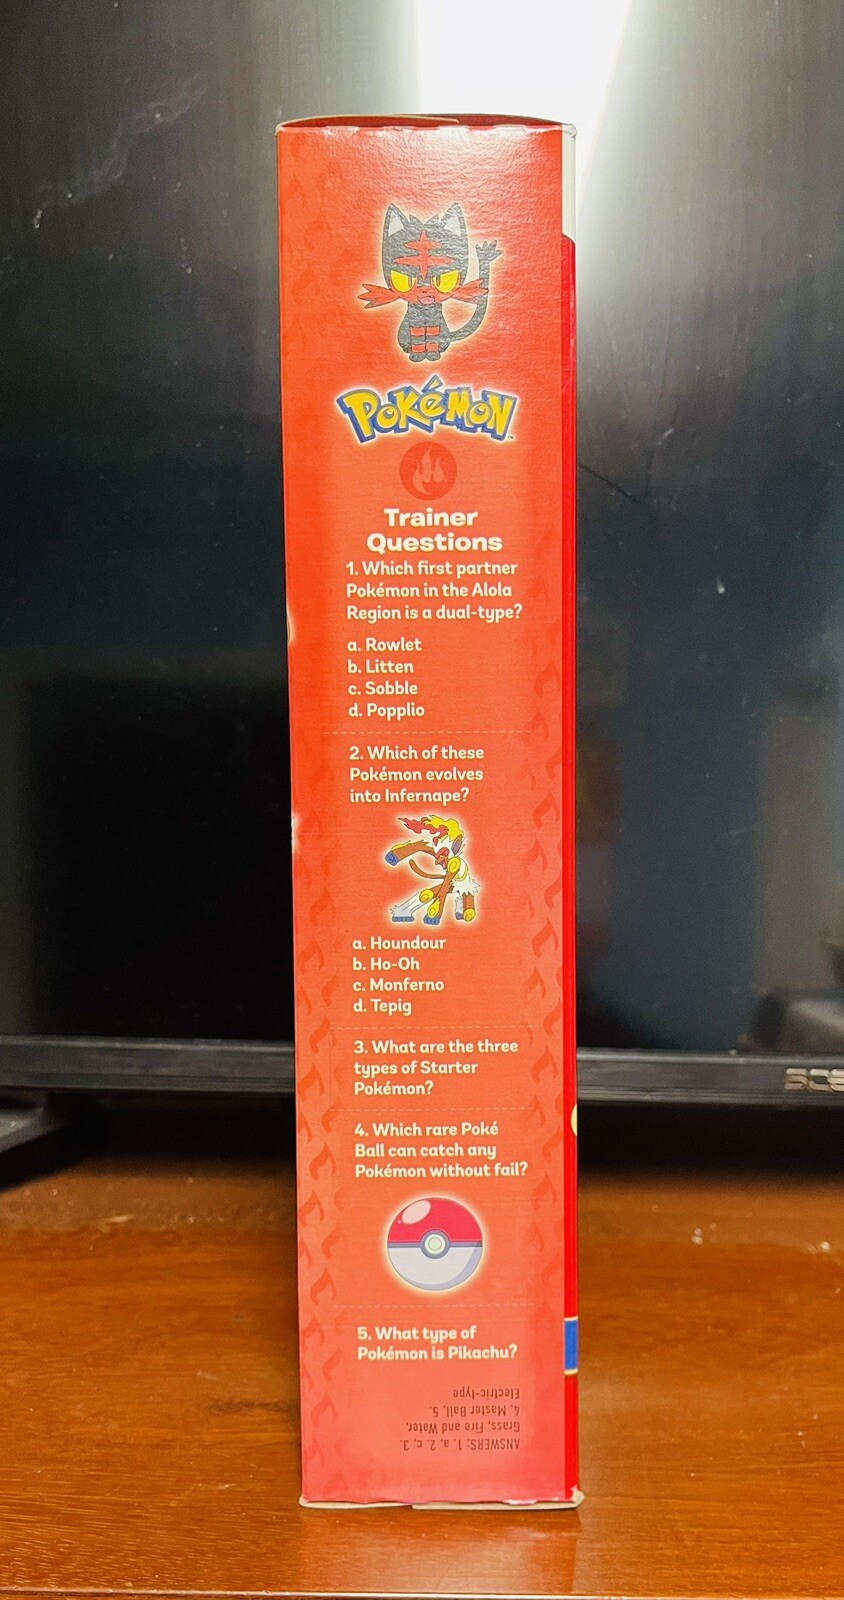 POKéMON
Trainer
Questions
1. Which first partner
Pokémon in the Alola
Region is a dual-type?
a. Rowlet
b. Litten
c. Sobble
d. Popplio
2. Which of these
Pokémon evolves
into Infernape?
a. Houndour
b. Ho-Oh
c. Monferno
d. Tepig
3. What are the three
types of Starter
Pokémon?
4. Which rare Poké
Ball can catch any
Pokémon without fail?
5. What type of
Pokémon is Pikachu?
ANSWERS: 1. a, 2. c, 3.
Grass, Fire and Water,
4. Master Ball, 5.
Electric-type